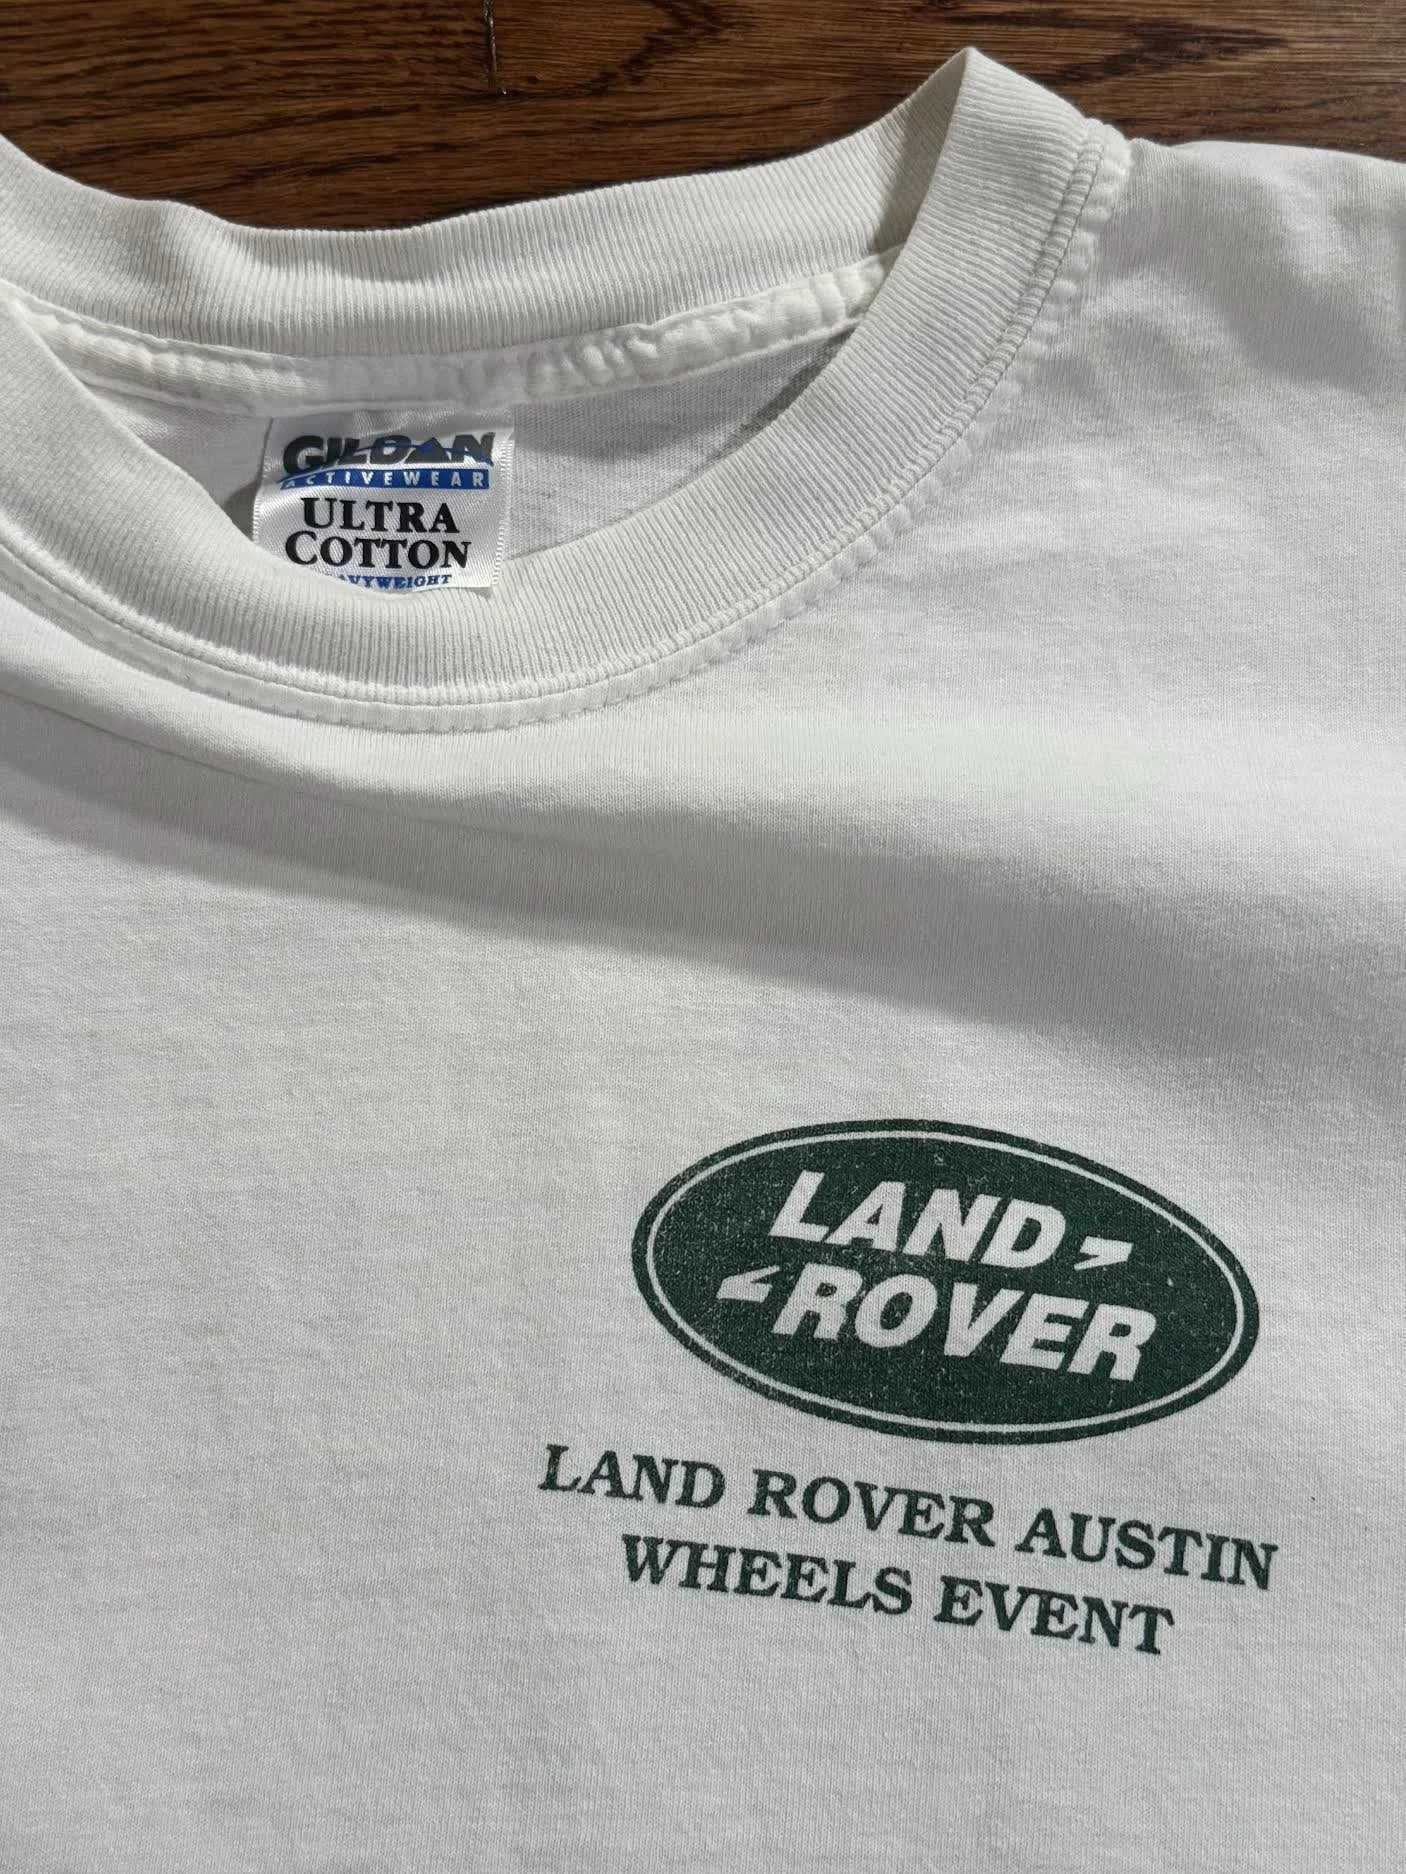 GILDAN
ACTIVEWEAR
ULTRA
COTTON
LAND
ROVER
LAND ROVER AUSTIN
WHEELS EVENT